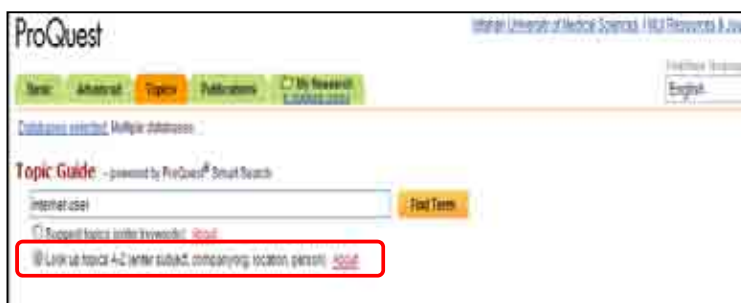 ProQuest
Isfahan University of Medical Sciences
Basic Advanced Topics Publications My Research
Interface language
English
Databases selected: Multiple databases
Topic Guide - powered by ProQuest® Smart Search
internet user Find Term
Suggest topics (enter keywords) About
Look up topics A-Z (enter subject, company/org, location, person) About